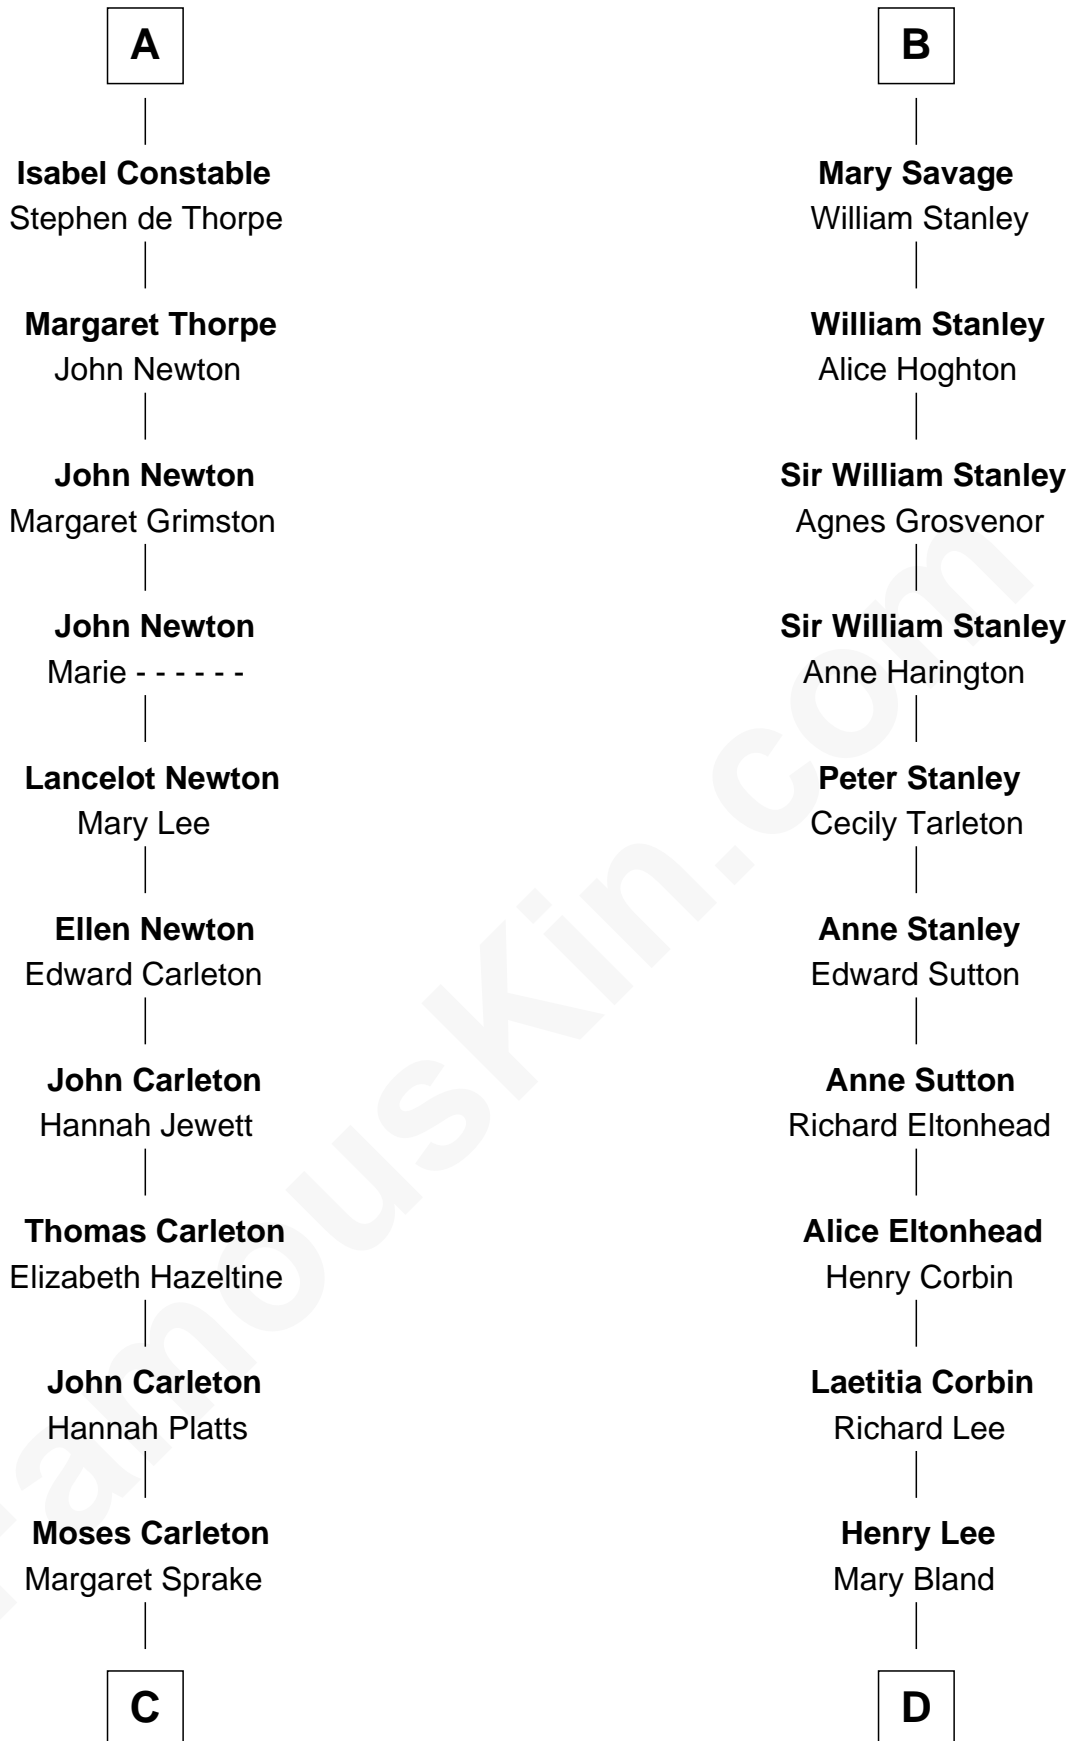 A
Isabel Constable
Stephen de Thorpe
Margaret Thorpe
John Newton
John Newton
Margaret Grimston
John Newton
Marie - - - - - -
Lancelot Newton
Mary Lee
Ellen Newton
Edward Carleton
John Carleton
Hannah Jewett
Thomas Carleton
Elizabeth Hazeltine
John Carleton
Hannah Platts
Moses Carleton
Margaret Sprake
C
B
Mary Savage
William Stanley
William Stanley
Alice Hoghton
Sir William Stanley
Agnes Grosvenor
Sir William Stanley
Anne Harington
Peter Stanley
Cecily Tarleton
Anne Stanley
Edward Sutton
Anne Sutton
Richard Eltonhead
Alice Eltonhead
Henry Corbin
Laetitia Corbin
Richard Lee
Henry Lee
Mary Bland
D
FamousKin.com